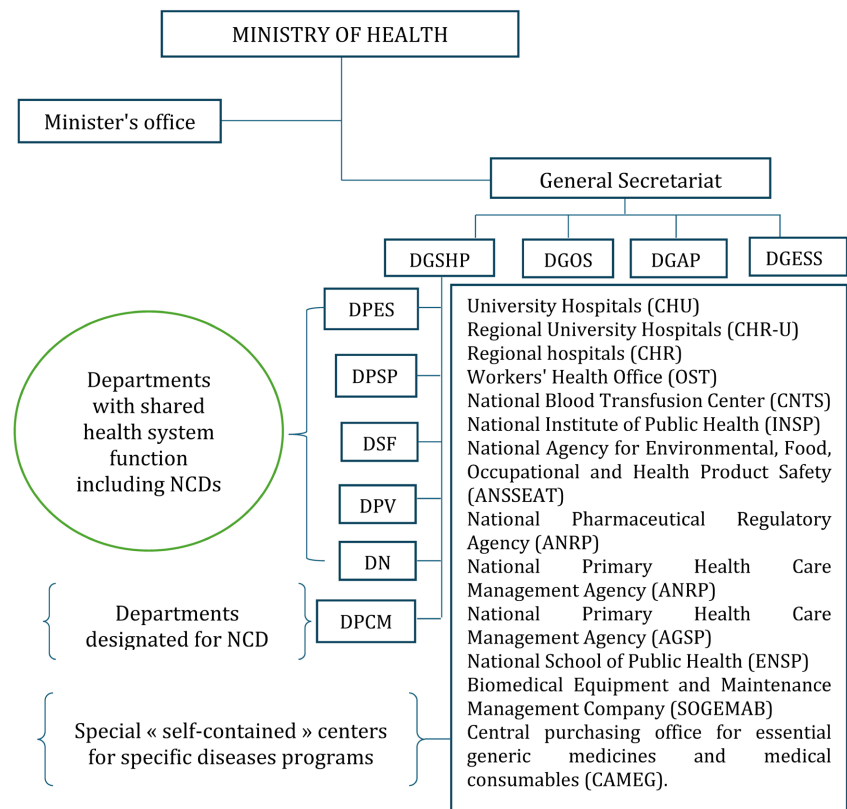 MINISTRY OF HEALTH
Minister's office
General Secretariat
DGSHP
DGOS
DGAP
DGESS
DPES
DPSP
DSF
DPV
DN
DPCM
Departments
with shared
health system
function
including NCDs
Departments
designated for NCD
Special « self-contained » centers
for specific diseases programs
University Hospitals (CHU)
Regional University Hospitals (CHR-U)
Regional hospitals (CHR)
Workers' Health Office (OST)
National Blood Transfusion Center (CNTS)
National Institute of Public Health (INSP)
National Agency for Environmental, Food,
Occupational and Health Product Safety
(ANSSEAT)
National Pharmaceutical Regulatory
Agency (ANRP)
National Primary Health Care
Management Agency (ANRP)
National Primary Health Care
Management Agency (AGSP)
National School of Public Health (ENSP)
Biomedical Equipment and Maintenance
Management Company (SOGEMAB)
Central purchasing office for essential
generic medicines and medical
consumables (CAMEG).